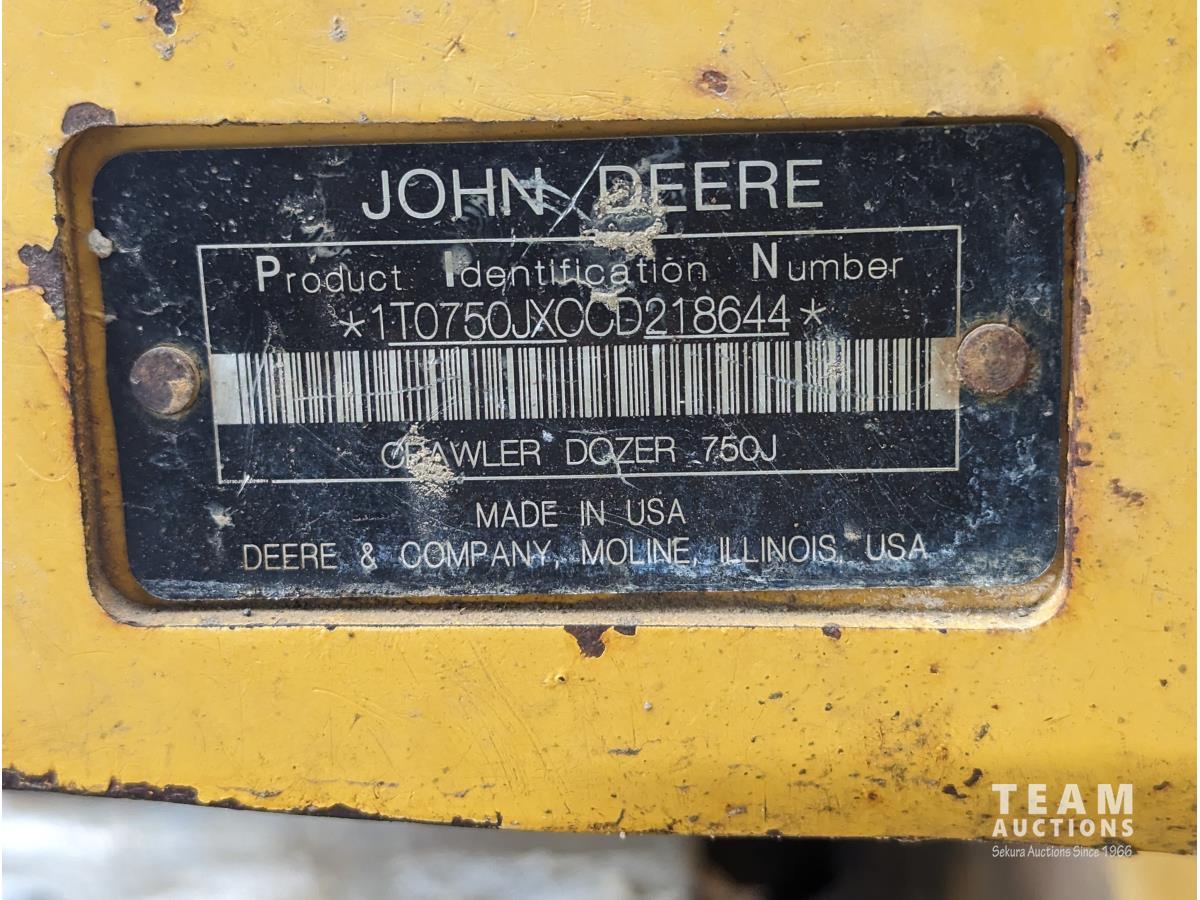 JOHN DEERE
Product Identification Number
*1T0750JXCCD218644*
CRAWLER DOZER 750J
MADE IN USA
DEERE & COMPANY, MOLINE, ILLINOIS, USA
TEAM
AUCTIONS
Sekura Auctions Since 1966